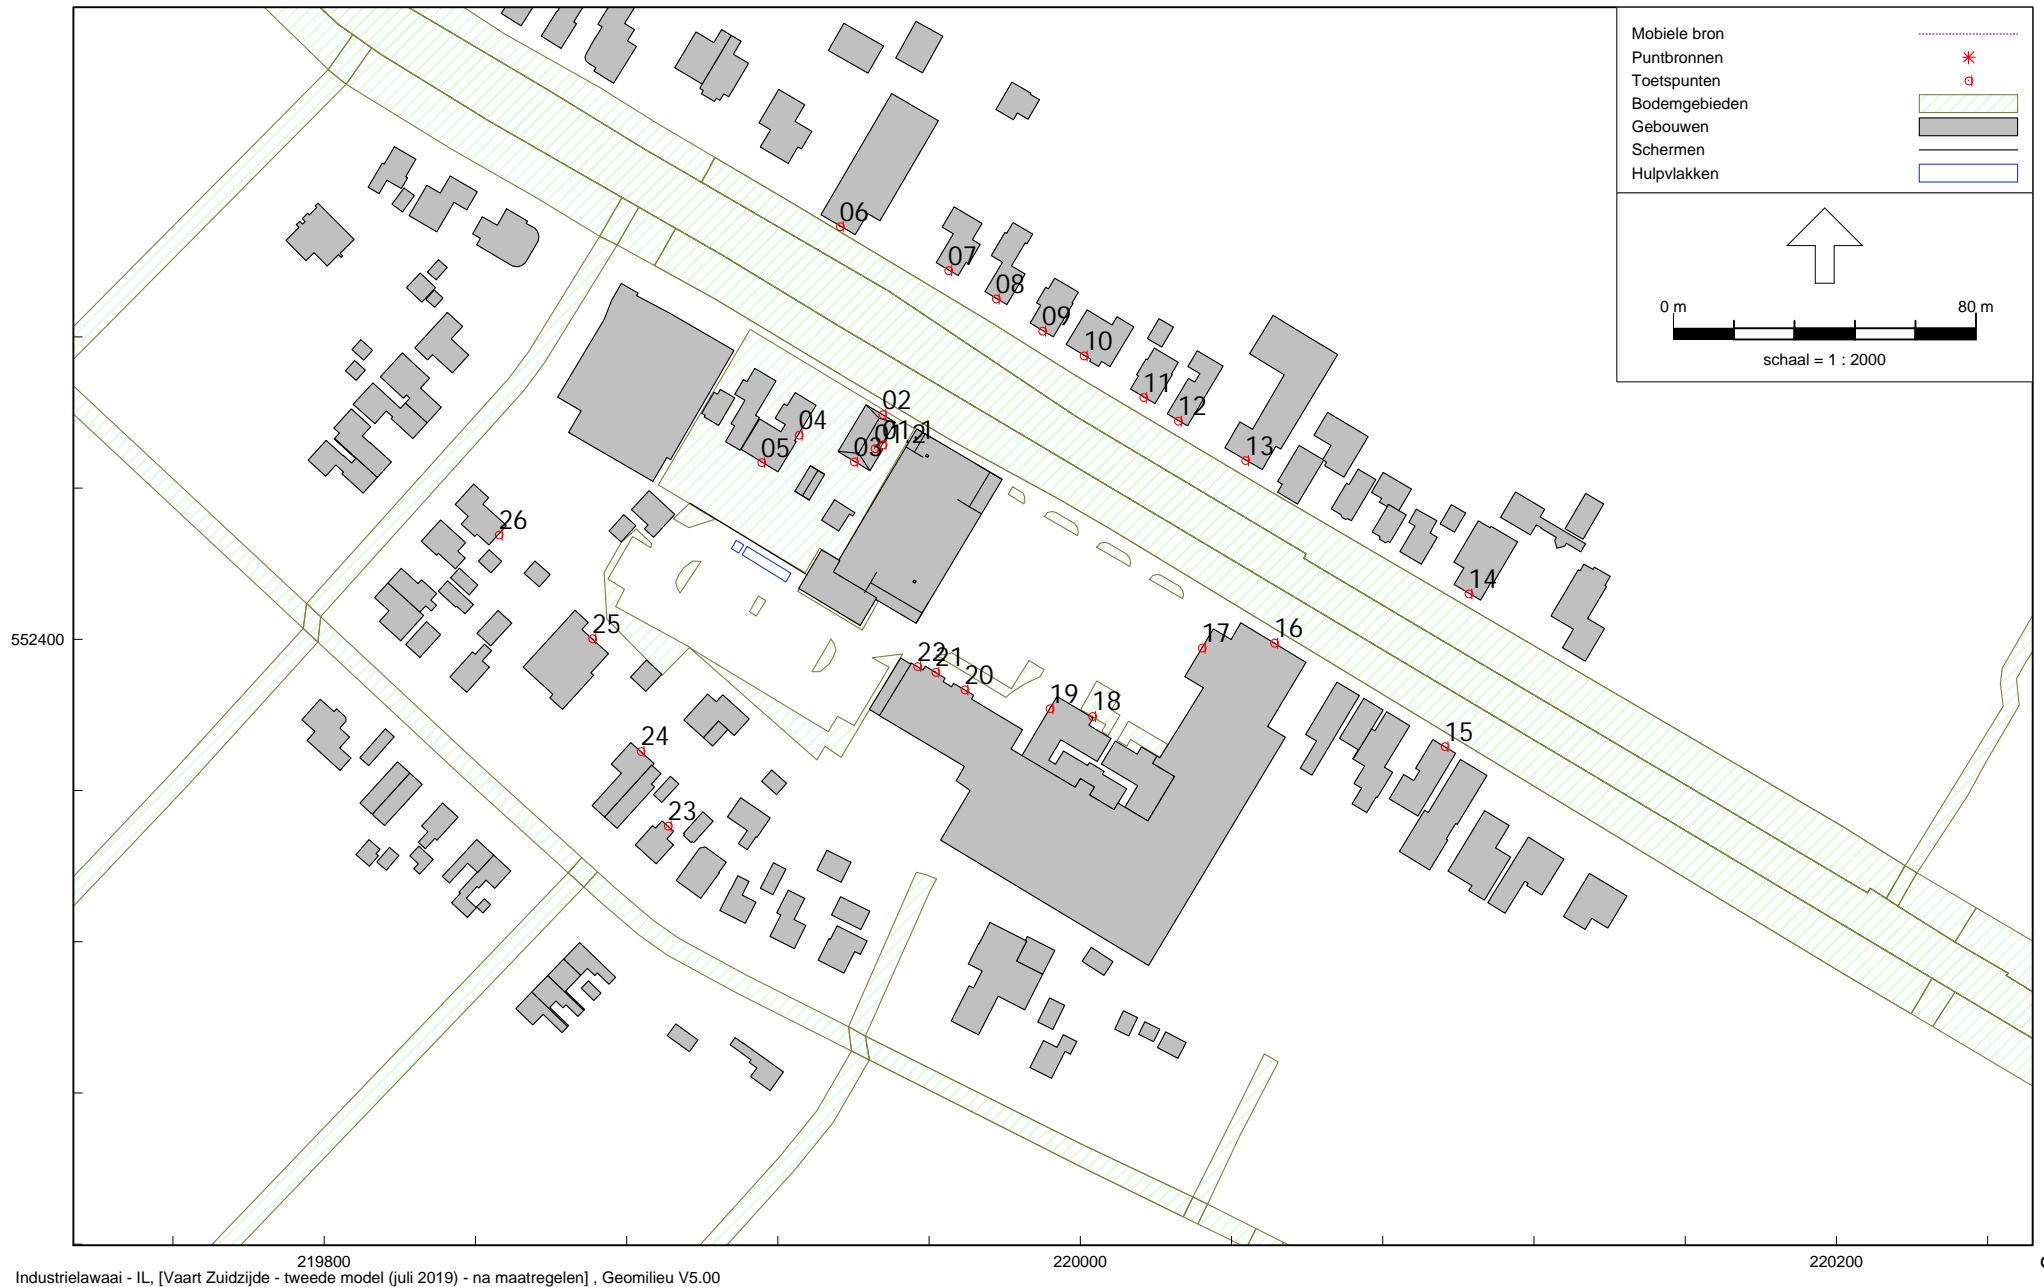 Mobiele bron
Puntbronnen
Toetspunten
Bodemgebieden
Gebouwen
Schermen
Hulpvlakken
0 m 80 m
schaal = 1 : 2000
06
07
08
09
10
11
12
13
14
02
04
03
05
26
25
24
23
22
21
20
19
18
17
16
15
552400
219800
220000
220200
Industrielawaai - IL, [Vaart Zuidzijde - tweede model (juli 2019) - na maatregelen] , Geomilieu V5.00